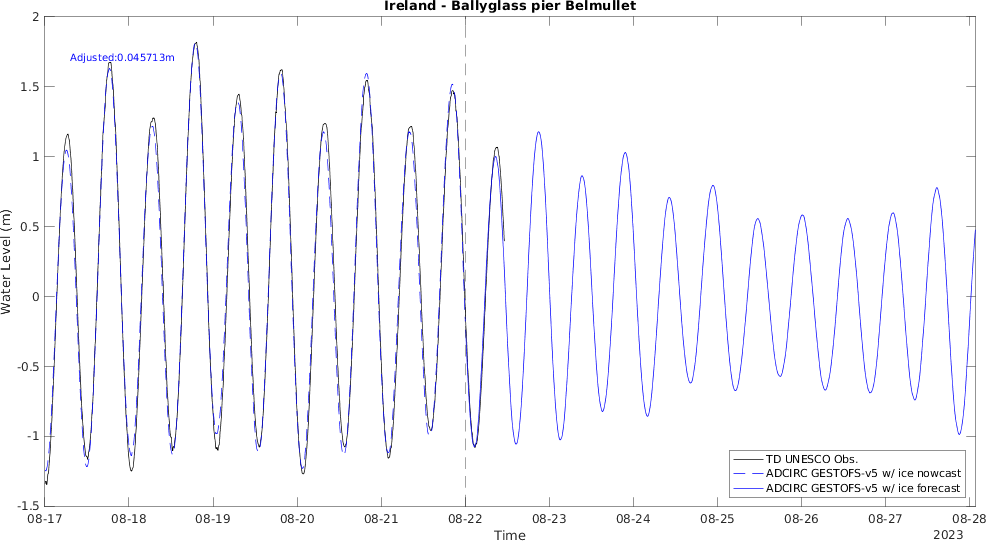 Ireland - Ballyglass pier Belmullet
Adjusted:0.045713m
Water Level (m)
2
1.5
1
0.5
0
-0.5
-1
-1.5
08-17 08-18 08-19 08-20 08-21 08-22 08-23 08-24 08-25 08-26 08-27 08-28
2023
Time
TD UNESCO Obs.
ADCIRC GESTOFS-v5 w/ ice nowcast
ADCIRC GESTOFS-v5 w/ ice forecast